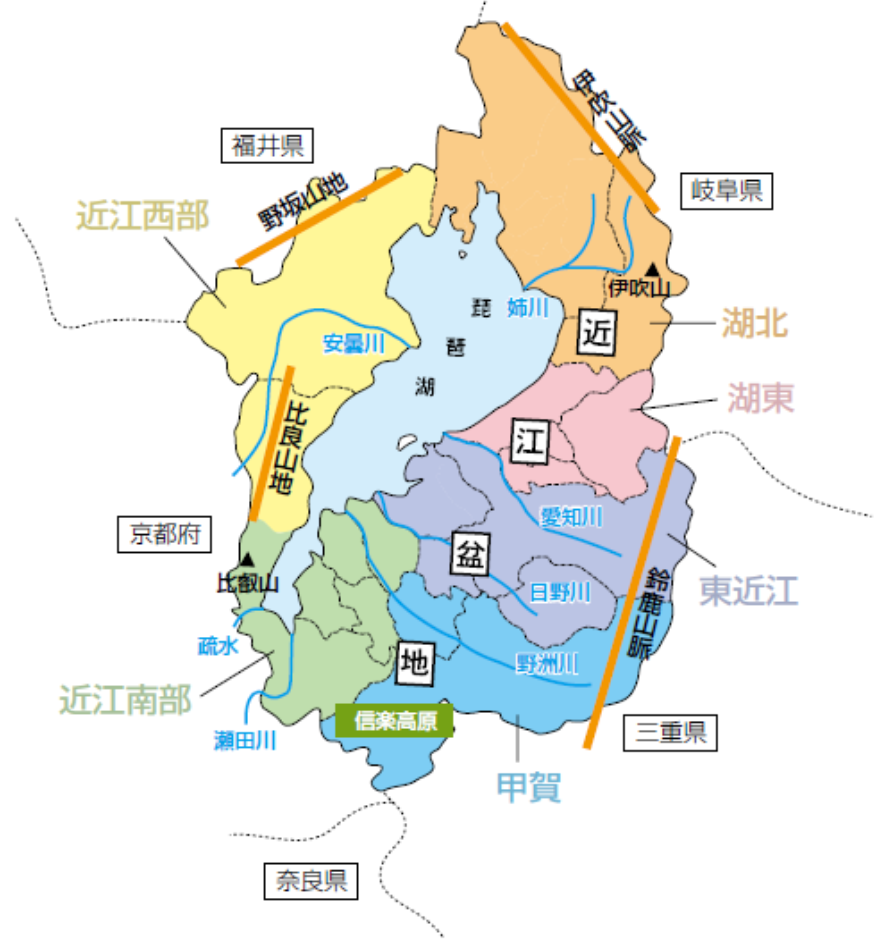 伊吹山脈
福井県
野坂山地
岐阜県
近江西部
伊吹山
琵琶湖
姉川
近江盆地
湖北
安曇川
湖東
比良山地
愛知川
京都府
比叡山
日野川
鈴鹿山脈
東近江
疏水
野洲川
近江南部
信楽高原
瀬田川
三重県
甲賀
奈良県